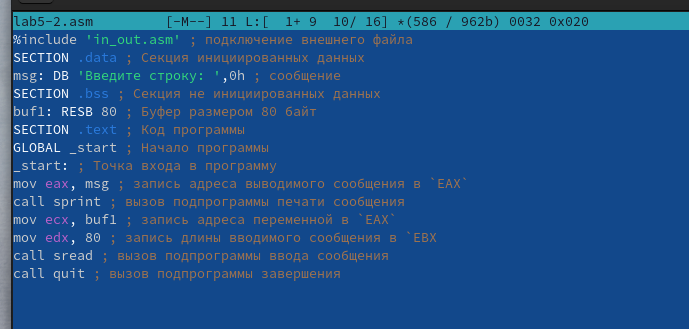 lab5-2.asm [-M--] 11 L:[ 1+ 9 10/ 16] *(586 / 962b) 0032 0x020
%include 'in_out.asm' ; подключение внешнего файла
SECTION .data ; Секция инициированных данных
msg: DB 'Введите строку: ',0h ; сообщение
SECTION .bss ; Секция не инициированных данных
buf1: RESB 80 ; Буфер размером 80 байт
SECTION .text ; Код программы
GLOBAL _start ; Начало программы
_start: ; Точка входа в программу
mov eax, msg ; запись адреса выводимого сообщения в `EAX`
call sprint ; вызов подпрограммы печати сообщения
mov ecx, buf1 ; запись адреса переменной в `EAX`
mov edx, 80 ; запись длины вводимого сообщения в `EBX
call sread ; вызов подпрограммы ввода сообщения
call quit ; вызов подпрограммы завершения